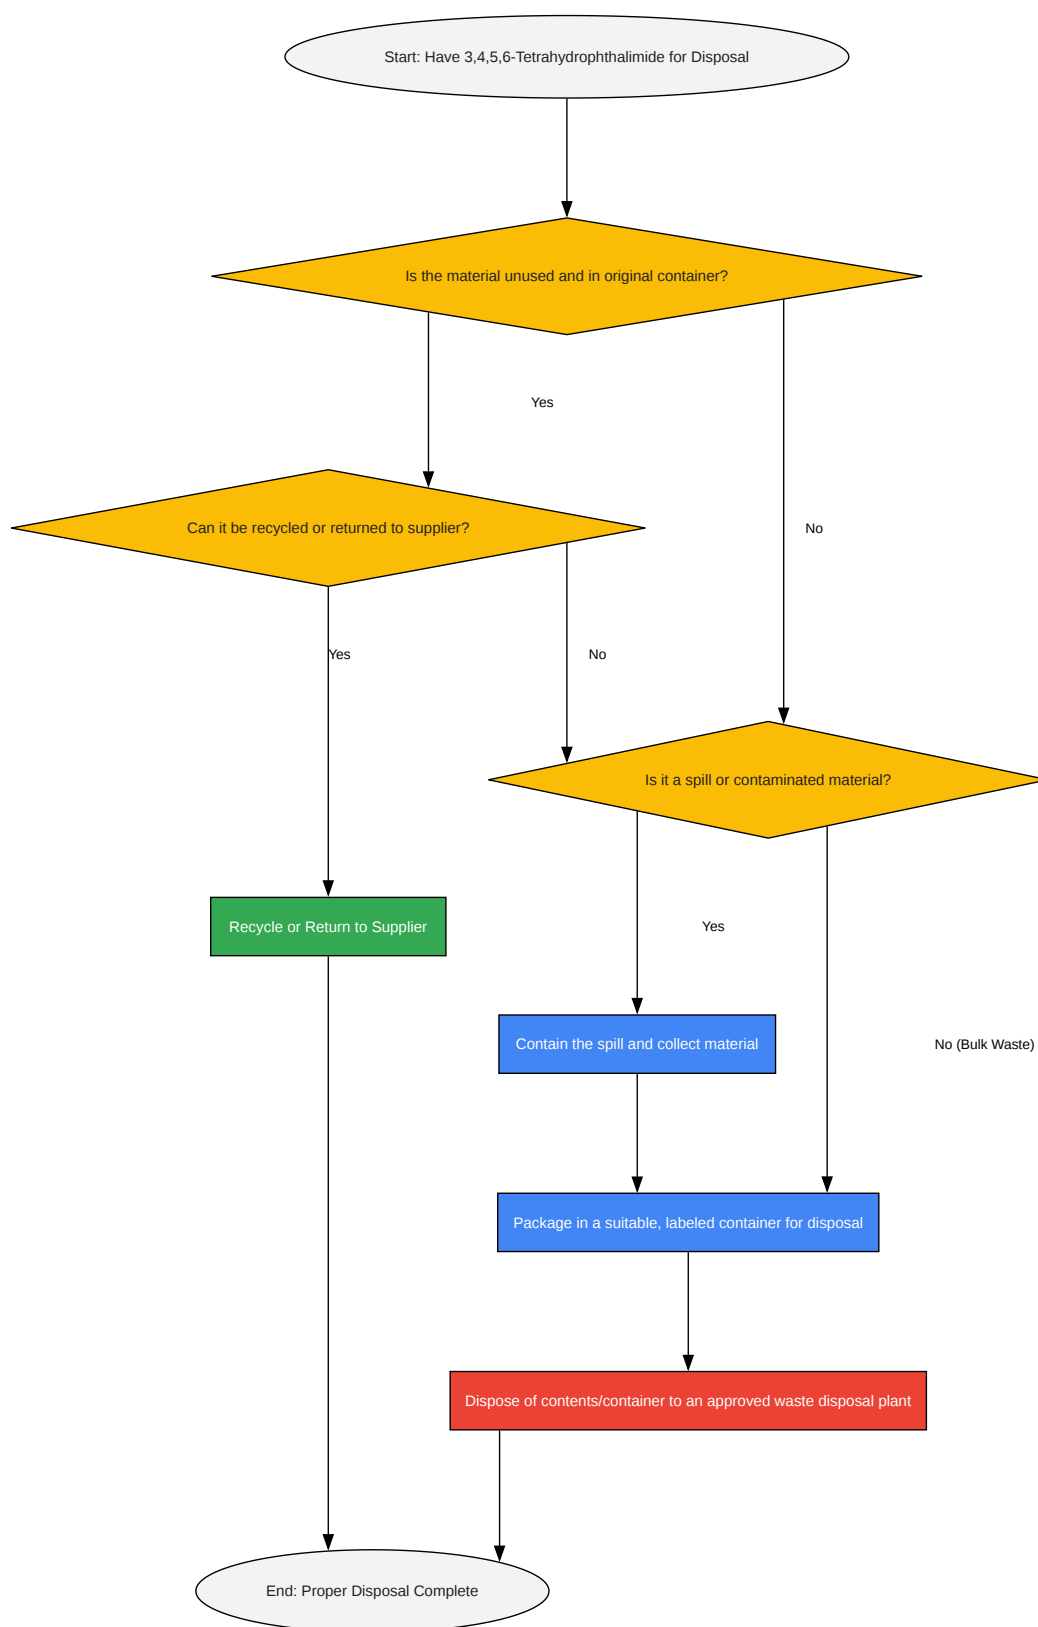 Start: Have 3,4,5,6-Tetrahydrophthalimide for Disposal
Is the material unused and in original container?
Yes
Can it be recycled or returned to supplier?
No
Yes
No
Is it a spill or contaminated material?
Recycle or Return to Supplier
Yes
Contain the spill and collect material
No (Bulk Waste)
Package in a suitable, labeled container for disposal
Dispose of contents/container to an approved waste disposal plant
End: Proper Disposal Complete